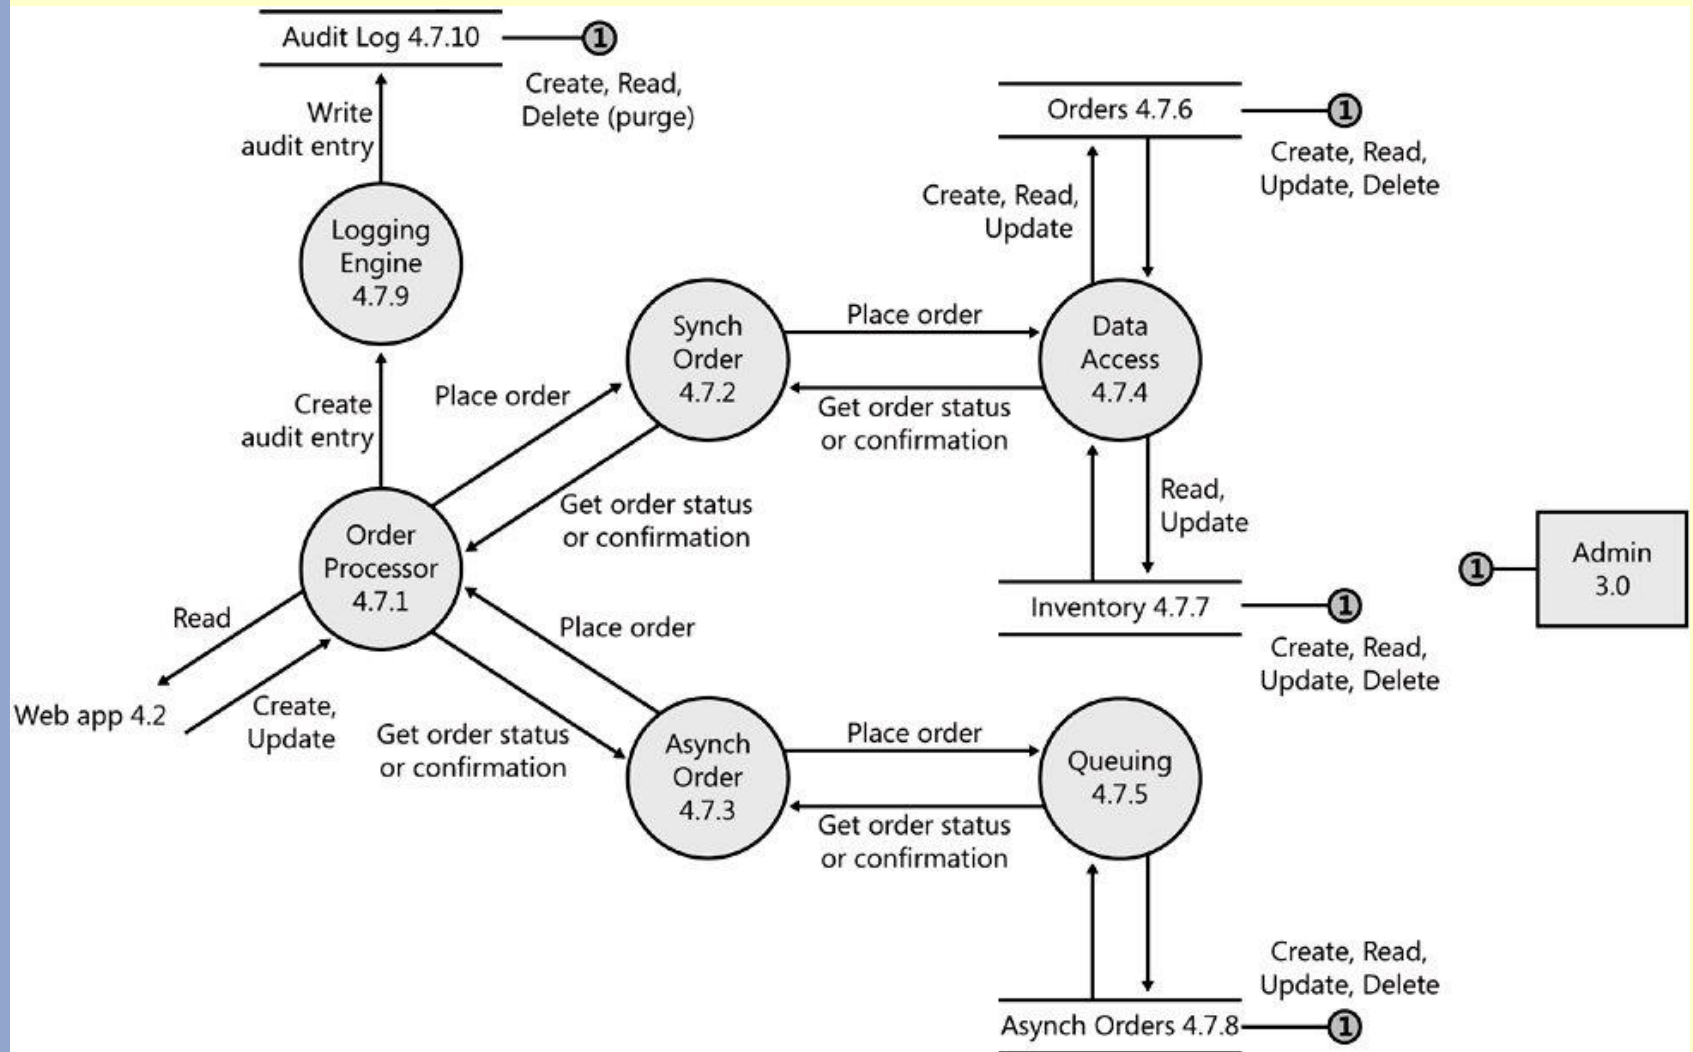 Audit Log 4.7.10
1
Create, Read,
Delete (purge)
Write
audit entry
Orders 4.7.6
1
Create, Read,
Update, Delete
Create, Read,
Update
Logging
Engine
4.7.9
Synch
Order
4.7.2
Place order
Data
Access
4.7.4
Get order status
or confirmation
Create
audit entry
Place order
Get order status
or confirmation
Read,
Update
Order
Processor
4.7.1
1
Admin
3.0
Inventory 4.7.7
1
Create, Read,
Update, Delete
Read
Place order
Web app 4.2
Create,
Update
Get order status
or confirmation
Asynch
Order
4.7.3
Place order
Queuing
4.7.5
Get order status
or confirmation
Create, Read,
Update, Delete
Asynch Orders 4.7.8
1